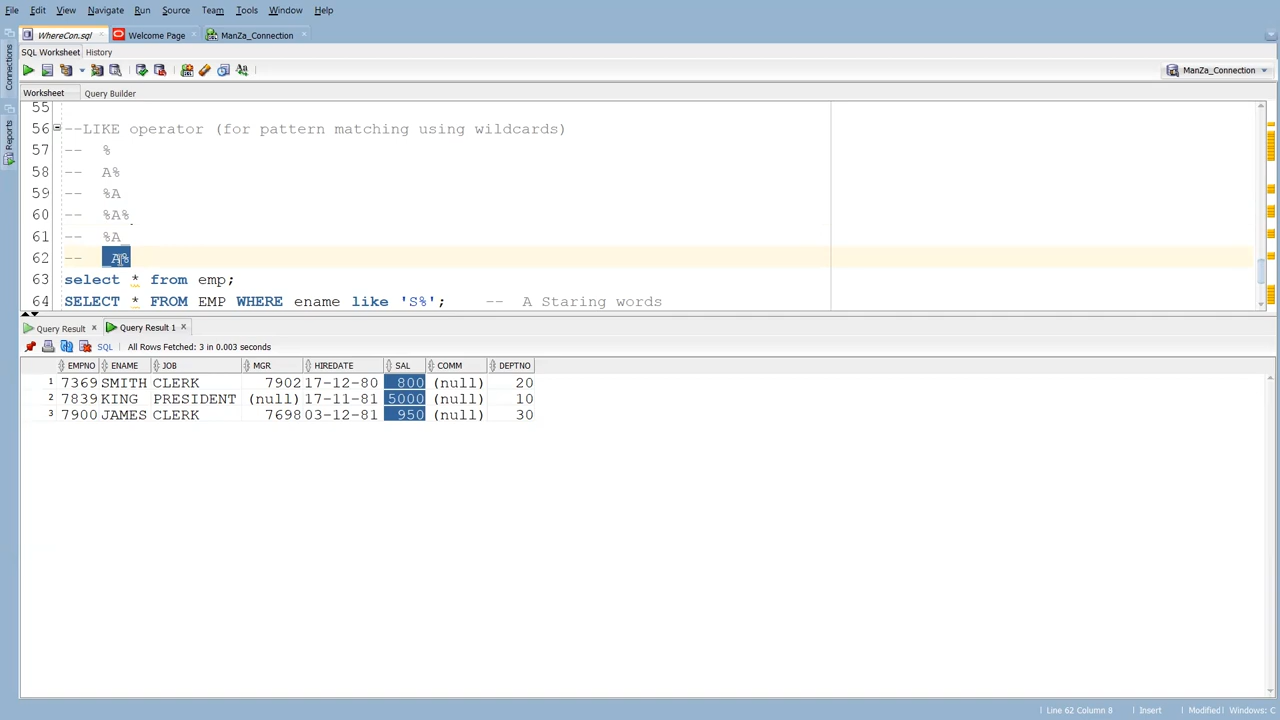 File Edit View Navigate Run Source Team Tools Window Help
WhereCon.sql Welcome Page ManZa_Connection
SQL Worksheet History
ManZa_Connection
Worksheet Query Builder
Connections
Reports
55
56 --LIKE operator (for pattern matching using wildcards)
57 -- %
58 -- A%
59 -- %A
60 -- %A%
61 -- %A_
62 -- _A%
63 select * from emp;
64 SELECT * FROM EMP WHERE ename like 'S%'; -- A Staring words
Query Result Query Result 1
SQL All Rows Fetched: 3 in 0.003 seconds
EMPNO ENAME JOB MGR HIREDATE SAL COMM DEPTNO
1 7369 SMITH CLERK 7902 17-12-80 800 (null) 20
2 7839 KING PRESIDENT (null) 17-11-81 5000 (null) 10
3 7900 JAMES CLERK 7698 03-12-81 950 (null) 30
Line 62 Column 8 Insert Modified Windows: C